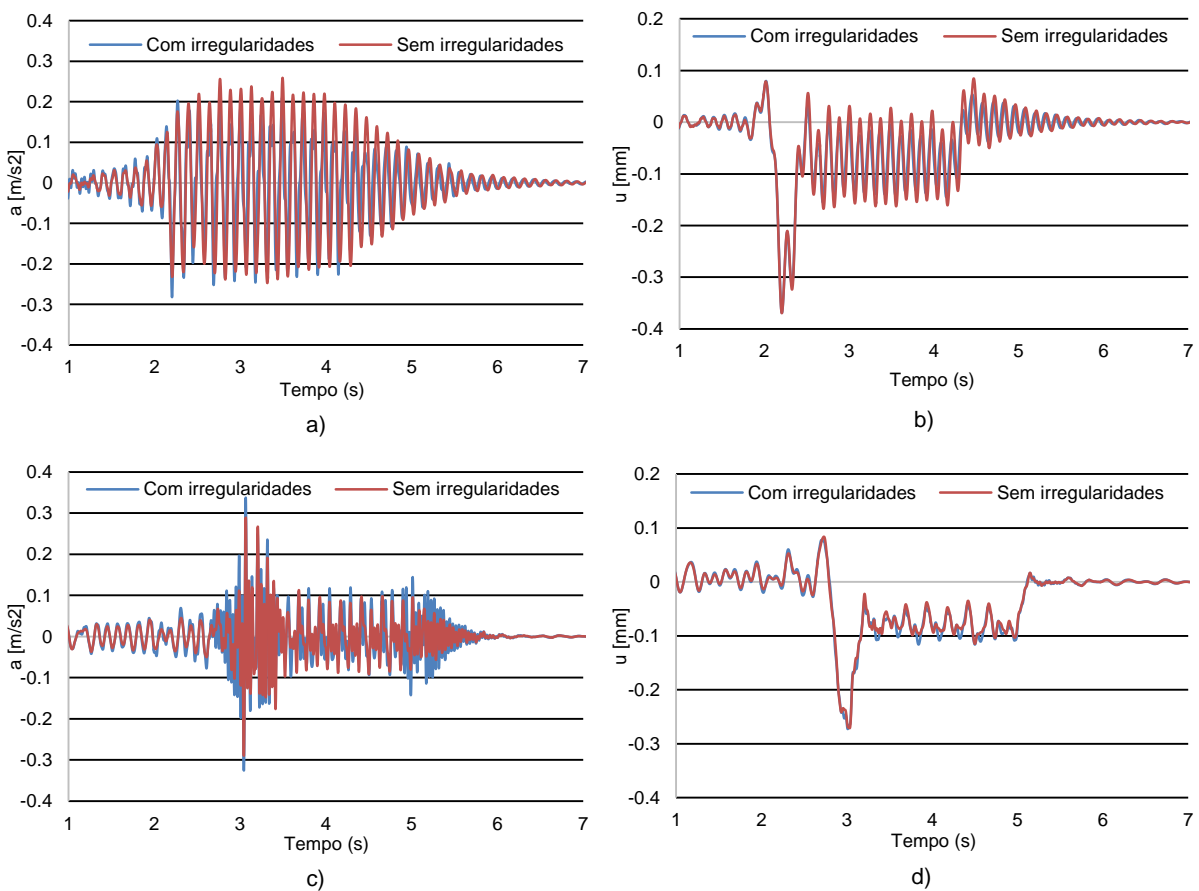 0.4
0.3
0.2
0.1
0
-0.1
-0.2
-0.3
-0.4
a [m/s2]
Com irregularidades
Sem irregularidades
1 2 3 4 5 6 7
Tempo (s)
a)
0.2
0.1
0
-0.1
-0.2
-0.3
-0.4
u [mm]
Com irregularidades
Sem irregularidades
1 2 3 4 5 6 7
Tempo (s)
b)
0.4
0.3
0.2
0.1
0
-0.1
-0.2
-0.3
-0.4
a [m/s2]
Com irregularidades
Sem irregularidades
1 2 3 4 5 6 7
Tempo (s)
c)
0.2
0.1
0
-0.1
-0.2
-0.3
-0.4
u [mm]
Com irregularidades
Sem irregularidades
1 2 3 4 5 6 7
Tempo (s)
d)